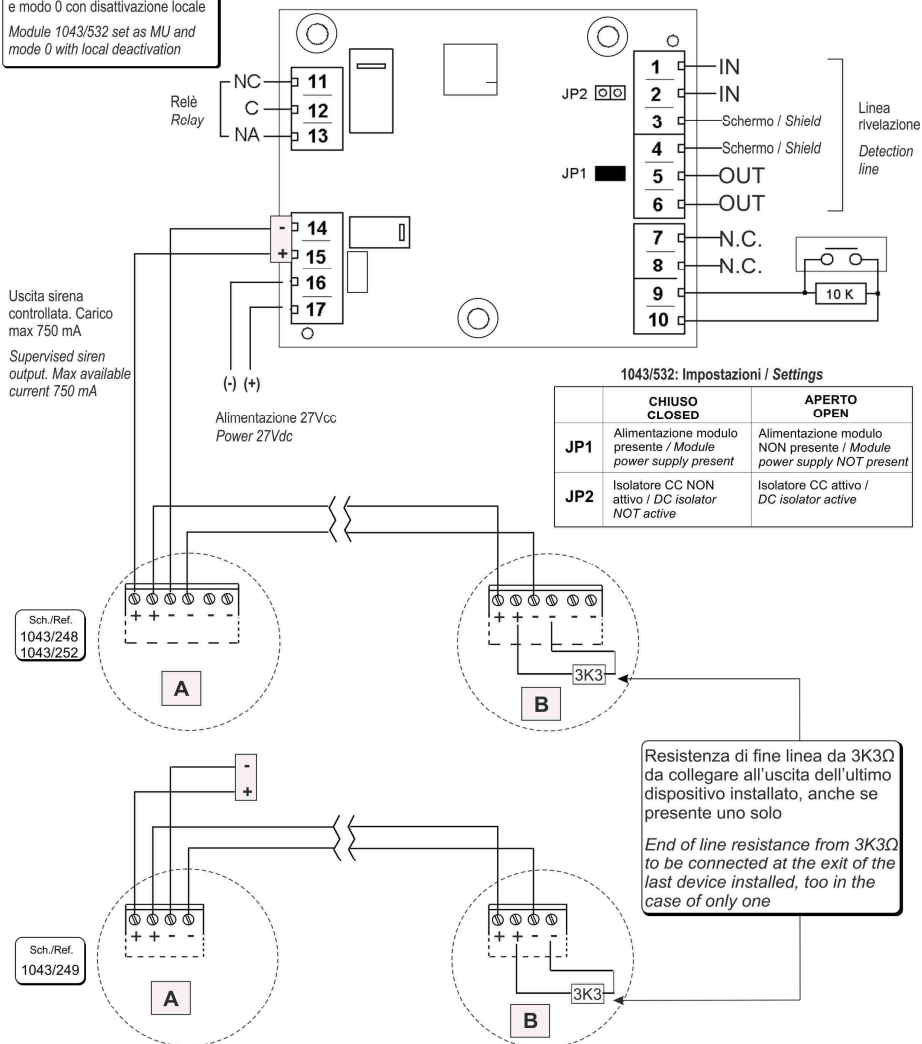 e modo 0 con disattivazione locale
Module 1043/532 set as MU and
mode 0 with local deactivation
Relè
Relay
NC
C
NA
11
12
13
14
15
16
17
-
+
JP2
JP1
1
2
3
4
5
6
7
8
9
10
IN
IN
Schermo / Shield
Schermo / Shield
OUT
OUT
N.C.
N.C.
10 K
Linea
rivelazione
Detection
line
Uscita sirena
controllata. Carico
max 750 mA
Supervised siren
output. Max available
current 750 mA
(-) (+)
Alimentazione 27Vcc
Power 27Vdc
1043/532: Impostazioni / Settings
CHIUSO
CLOSED
APERTO
OPEN
JP1
Alimentazione modulo
presente / Module
power supply present
Alimentazione modulo
NON presente / Module
power supply NOT present
JP2
Isolatore CC NON
attivo / DC isolator
NOT active
Isolatore CC attivo /
DC isolator active
Sch./Ref.
1043/248
1043/252
+ + - - - -
A
+ + - - - -
3K3
B
Resistenza di fine linea da 3K3Ω
da collegare all'uscita dell'ultimo
dispositivo installato, anche se
presente uno solo
End of line resistance from 3K3Ω
to be connected at the exit of the
last device installed, too in the
case of only one
-
+
Sch./Ref.
1043/249
+ + - -
A
+ + - -
3K3
B